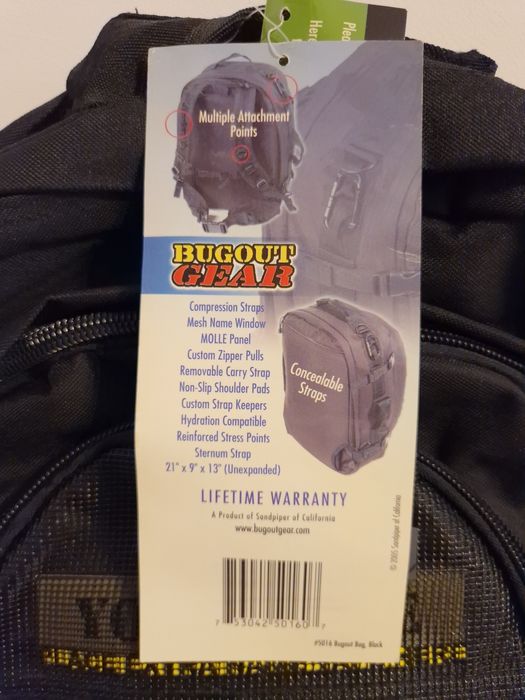 Plea
Here
Multiple Attachment
Points
BUGOUT
GEAR
Compression Straps
Mesh Name Window
MOLLE Panel
Custom Zipper Pulls
Removable Carry Strap
Non-Slip Shoulder Pads
Custom Strap Keepers
Hydration Compatible
Reinforced Stress Points
Sternum Strap
21" x 9" x 13" (Unexpanded)
Concealable
Straps
LIFETIME WARRANTY
A Product of Sandpiper of California
www.bugoutgear.com
© 2005 Sandpiper of California
7 53042 50160 7
#5016 Bugout Bag, Black
YO